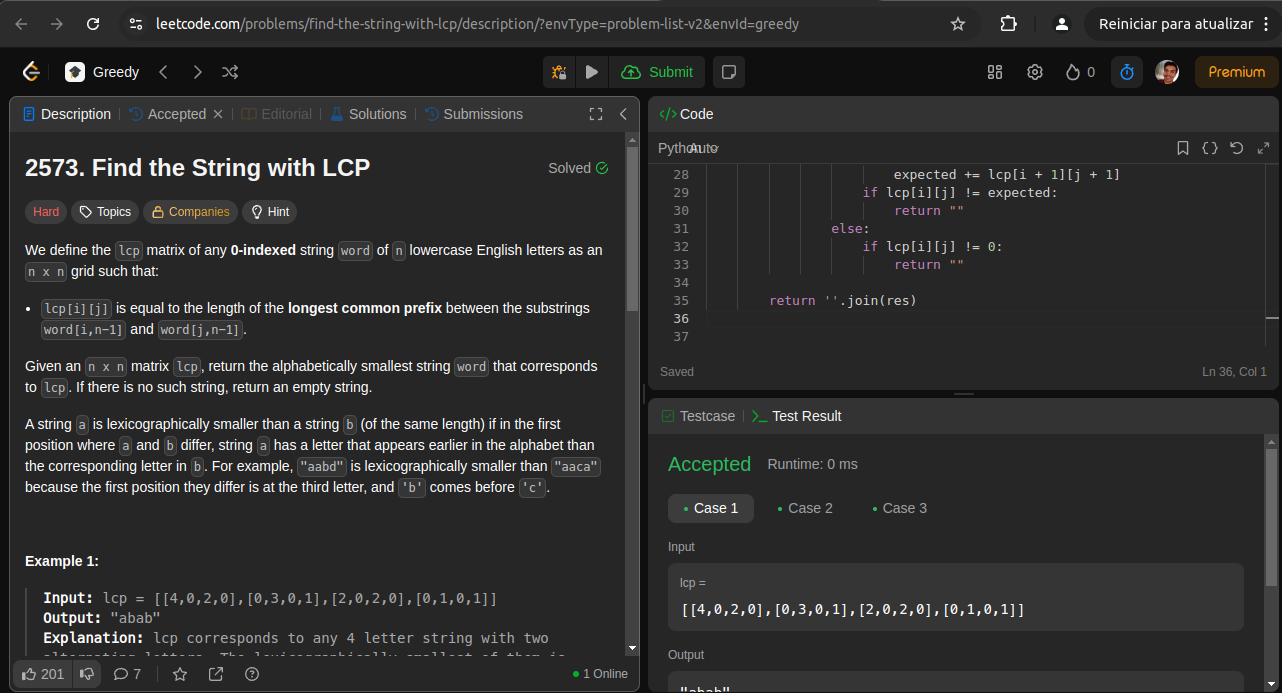 leetcode.com/problems/find-the-string-with-lcp/description/?envType=problem-list-v2&envId=greedy
Reiniciar para atualizar
Greedy
Submit
0
Premium
Description
Accepted
Editorial
Solutions
Submissions
2573. Find the String with LCP
Solved
Hard
Topics
Companies
Hint
We define the lcp matrix of any 0-indexed string word of n lowercase English letters as an
n x n grid such that:
• lcp[i][j] is equal to the length of the longest common prefix between the substrings
word[i,n-1] and word[j,n-1].
Given an n x n matrix lcp, return the alphabetically smallest string word that corresponds
to lcp. If there is no such string, return an empty string.
A string a is lexicographically smaller than a string b (of the same length) if in the first
position where a and b differ, string a has a letter that appears earlier in the alphabet than
the corresponding letter in b. For example, "aabd" is lexicographically smaller than "aaca"
because the first position they differ is at the third letter, and 'b' comes before 'c'.
Example 1:
Input: lcp = [[4,0,2,0],[0,3,0,1],[2,0,2,0],[0,1,0,1]]
Output: "abab"
Explanation: lcp corresponds to any 4 letter string with two
alternating letters. The lexicographically smallest of them is
201
7
1 Online
</> Code
Python
Auto
28 expected += lcp[i + 1][j + 1]
29 if lcp[i][j] != expected:
30 return ""
31 else:
32 if lcp[i][j] != 0:
33 return ""
34
35 return ''.join(res)
36
37
Saved
Ln 36, Col 1
Testcase
Test Result
Accepted
Runtime: 0 ms
• Case 1
• Case 2
• Case 3
Input
lcp =
[[4,0,2,0],[0,3,0,1],[2,0,2,0],[0,1,0,1]]
Output
"abab"